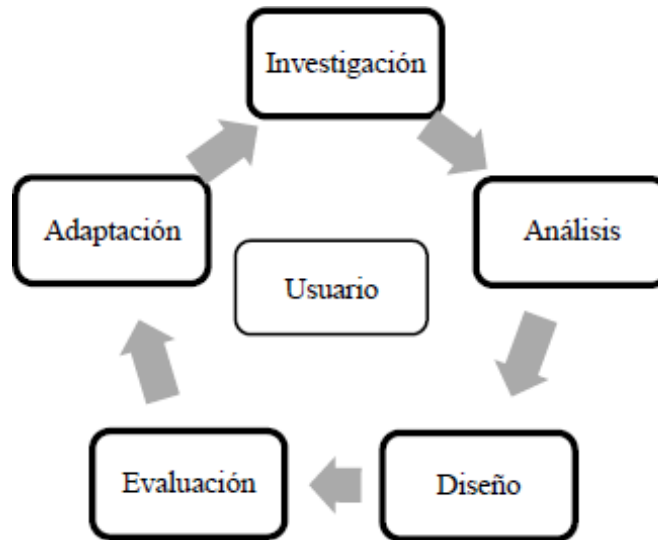 Investigación
Adaptación
Análisis
Usuario
Evaluación
Diseño